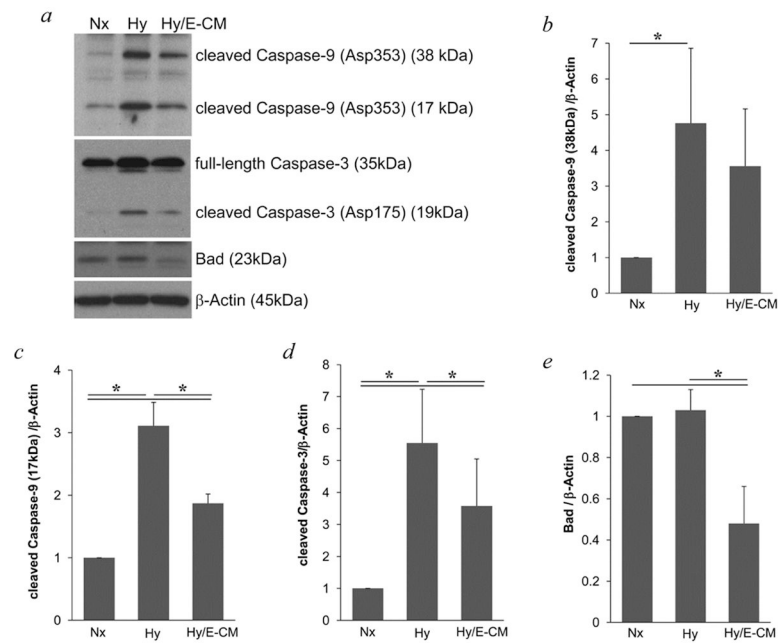 a
Nx Hy Hy/E-CM
cleaved Caspase-9 (Asp353) (38 kDa)
cleaved Caspase-9 (Asp353) (17 kDa)
full-length Caspase-3 (35kDa)
cleaved Caspase-3 (Asp175) (19kDa)
Bad (23kDa)
β-Actin (45kDa)
b
cleaved Caspase-9 (38kDa) /β-Actin
7
6
5
4
3
2
1
0
*
Nx Hy Hy/E-CM
c
cleaved Caspase-9 (17kDa) /β-Actin
4
3
2
1
0
* *
Nx Hy Hy/E-CM
d
cleaved Caspase-3/β-Actin
8
7
6
5
4
3
2
1
0
* *
Nx Hy Hy/E-CM
e
Bad / β-Actin
1.2
1
0.8
0.6
0.4
0.2
0
*
Nx Hy Hy/E-CM